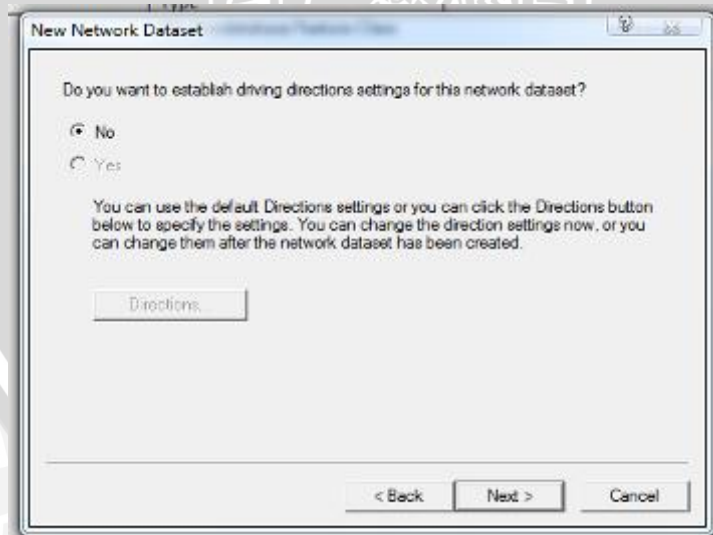 Type
New Network Dataset
Do you want to establish driving directions settings for this network dataset?
No
Yes
You can use the default Directions settings or you can click the Directions button
below to specify the settings. You can change the direction settings now, or you
can change them after the network dataset has been created.
Directions...
< Back
Next >
Cancel